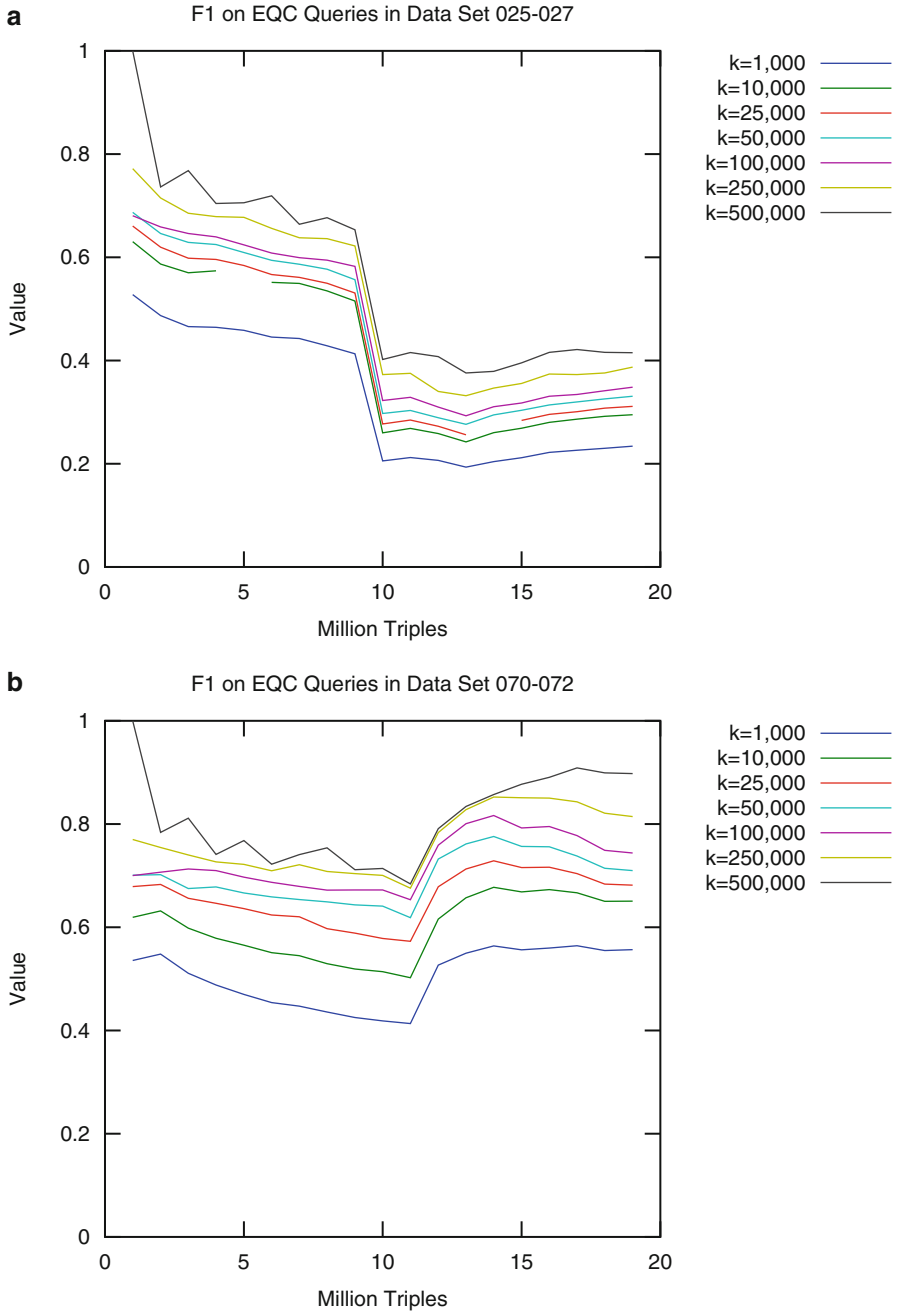 a
F1 on EQC Queries in Data Set 025-027
1
0.8
0.6
0.4
0.2
0
Value
0
5
10
15
20
Million Triples
k=1,000
k=10,000
k=25,000
k=50,000
k=100,000
k=250,000
k=500,000
b
F1 on EQC Queries in Data Set 070-072
1
0.8
0.6
0.4
0.2
0
Value
0
5
10
15
20
Million Triples
k=1,000
k=10,000
k=25,000
k=50,000
k=100,000
k=250,000
k=500,000